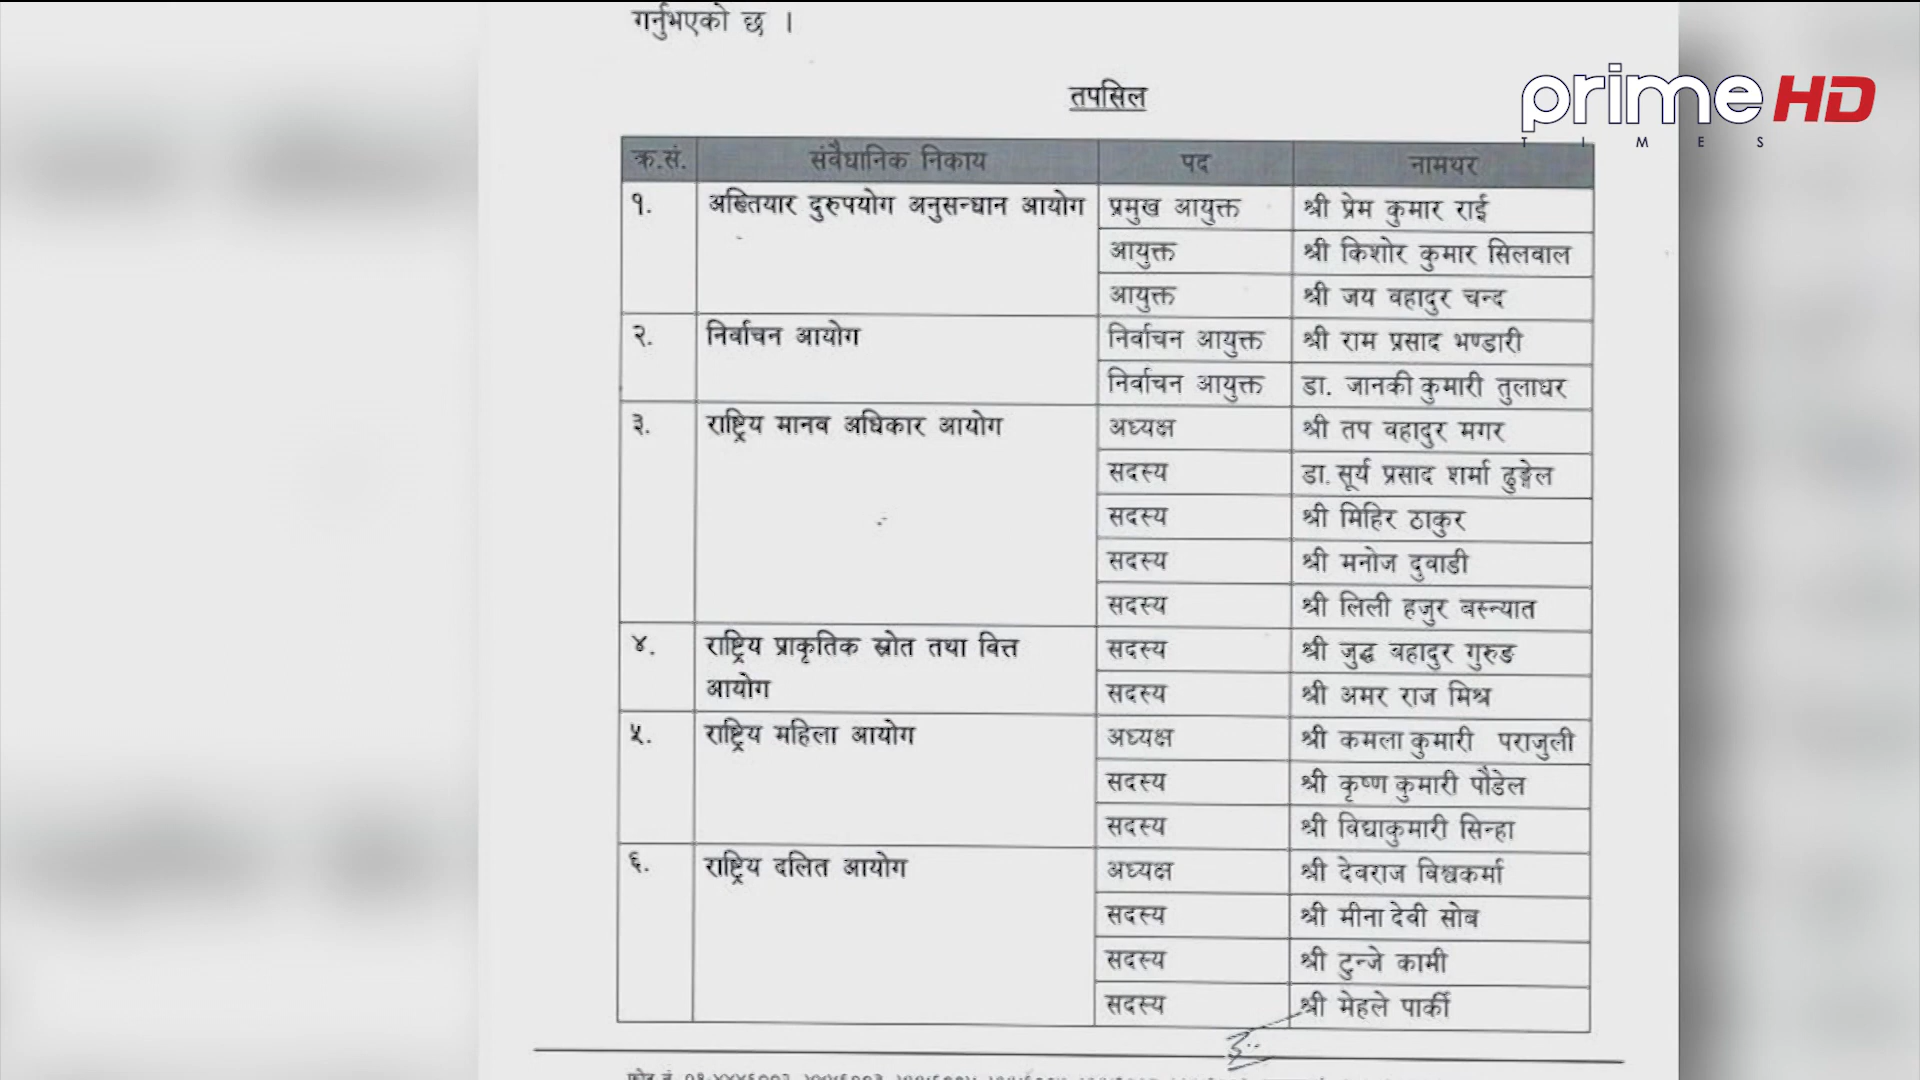 गर्नुभएको छ ।
prime HD
TIMES
तपसिल
क्र.सं. संवैधानिक निकाय पद नामथर
१. अख्तियार दुरुपयोग अनुसन्धान आयोग प्रमुख आयुक्त श्री प्रेम कुमार राई
आयुक्त श्री किशोर कुमार सिलवाल
आयुक्त श्री जय बहादुर चन्द
२. निर्वाचन आयोग निर्वाचन आयुक्त श्री राम प्रसाद भण्डारी
निर्वाचन आयुक्त डा. जानकी कुमारी तुलाधर
३. राष्ट्रिय मानव अधिकार आयोग अध्यक्ष श्री तप बहादुर मगर
सदस्य डा. सूर्य प्रसाद शर्मा ढुङ्गेल
सदस्य श्री मिहिर ठाकुर
सदस्य श्री मनोज दुवाडी
सदस्य श्री लिली हजुर बस्न्यात
४. राष्ट्रिय प्राकृतिक स्रोत तथा वित्त सदस्य श्री जुद्ध बहादुर गुरुङ
आयोग सदस्य श्री अमर राज मिश्र
५. राष्ट्रिय महिला आयोग अध्यक्ष श्री कमला कुमारी पराजुली
सदस्य श्री कृष्ण कुमारी पौडेल
सदस्य श्री विद्याकुमारी सिन्हा
६. राष्ट्रिय दलित आयोग अध्यक्ष श्री देवराज विश्वकर्मा
सदस्य श्री मीना देवी सोब
सदस्य श्री टुन्जे कामी
सदस्य श्री मेहले पार्की